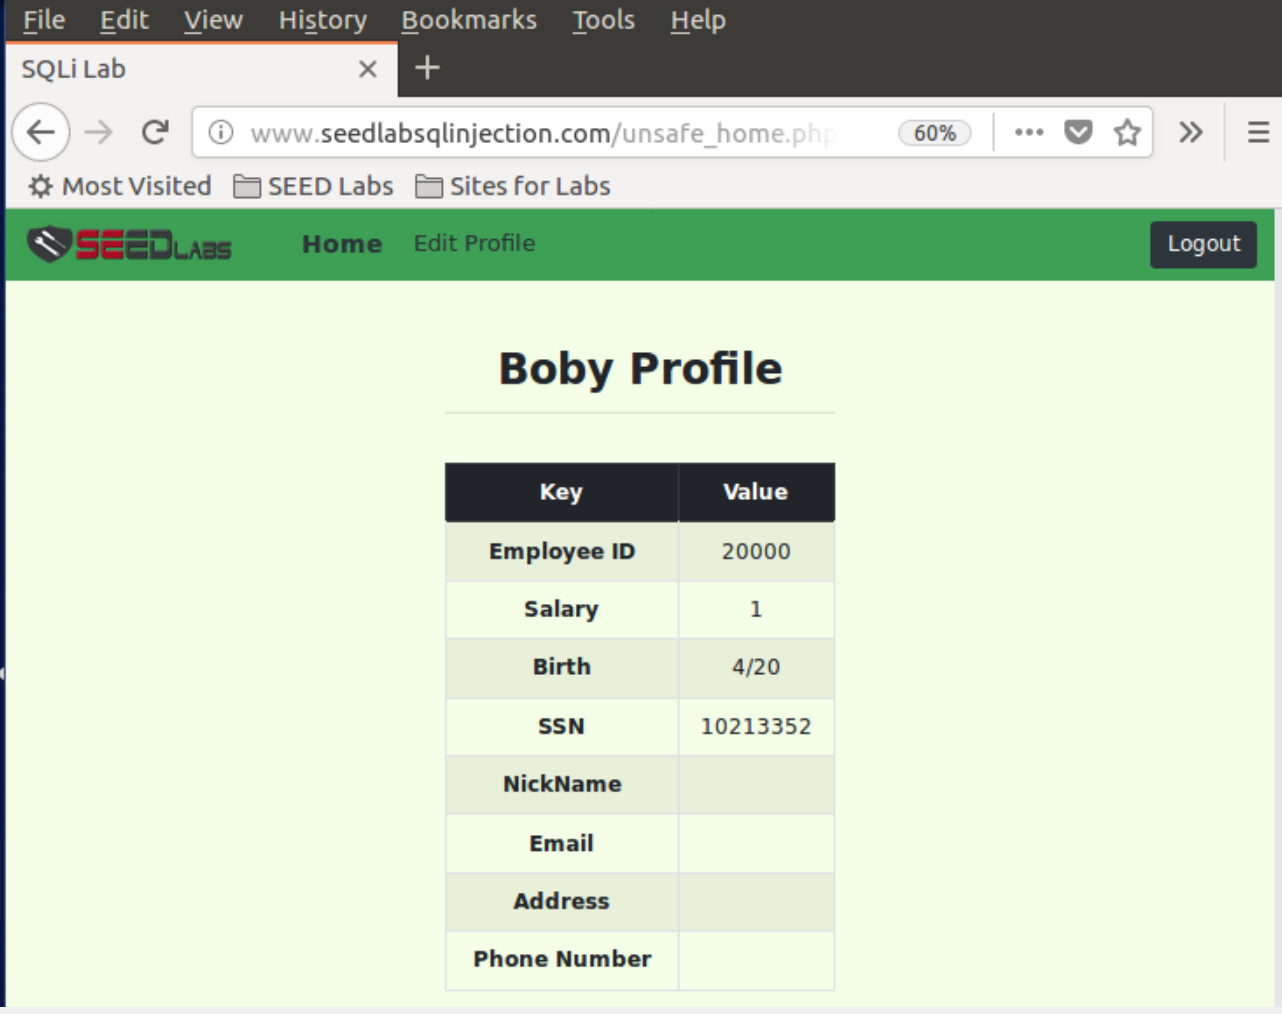 File Edit View History Bookmarks Tools Help
SQLi Lab
www.seedlabsqlinjection.com/unsafe_home.php 60%
Most Visited SEED Labs Sites for Labs
SEEDLABS Home Edit Profile Logout
Boby Profile
Key Value
Employee ID 20000
Salary 1
Birth 4/20
SSN 10213352
NickName
Email
Address
Phone Number